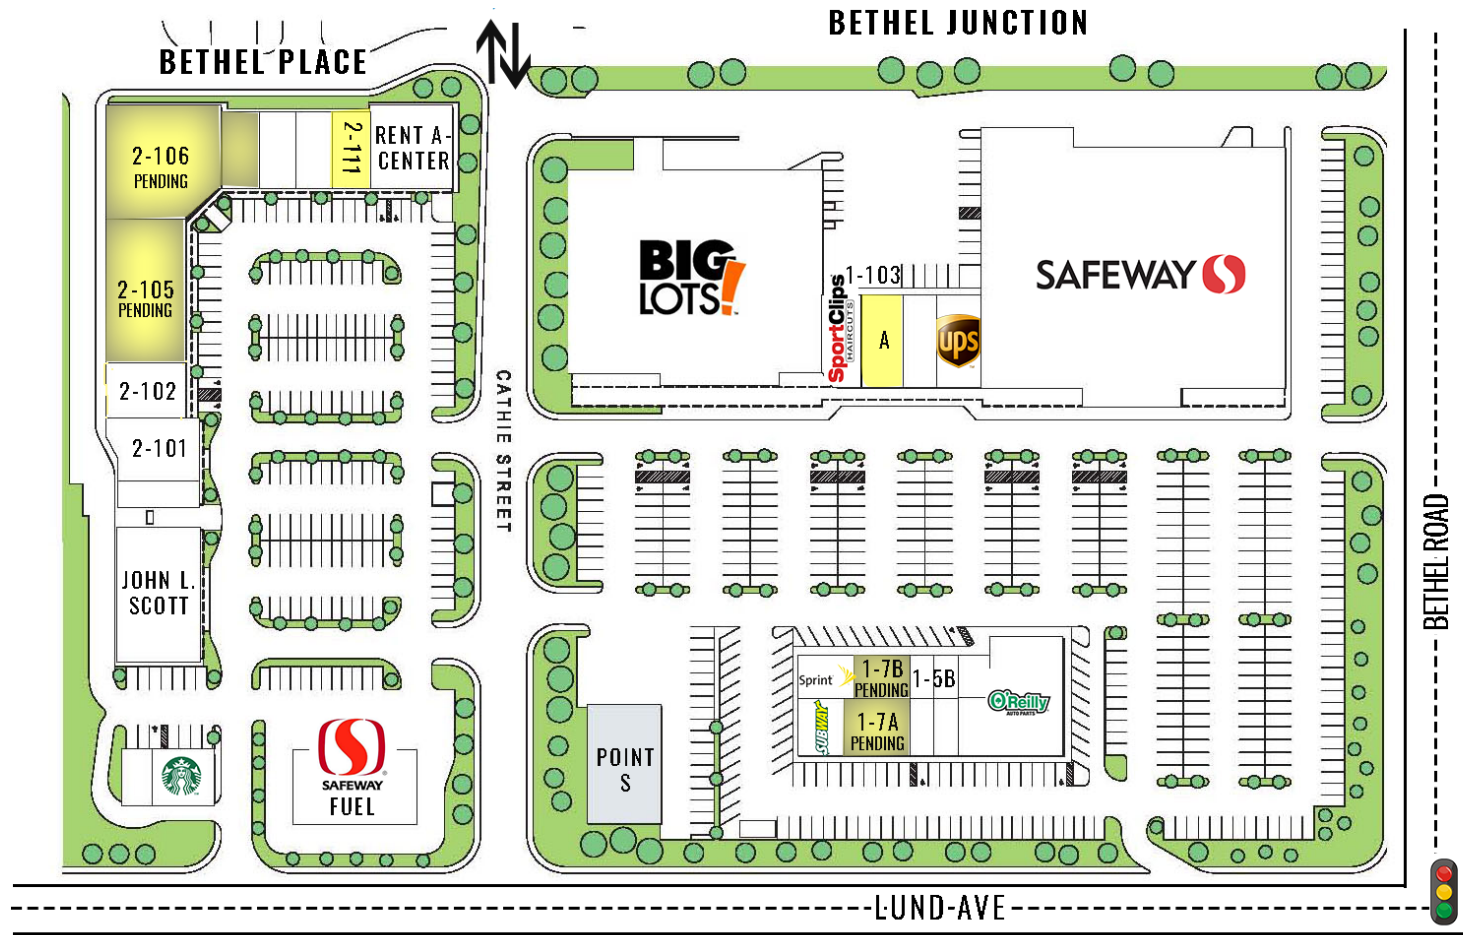 BETHEL JUNCTION
BETHEL PLACE
2-106
PENDING
2-111
RENT A-
CENTER
2-105
PENDING
2-102
2-101
JOHN L.
SCOTT
SAFEWAY
FUEL
CATHIE STREET
BIG
LOTS!
SportClips
HAIRCUTS
1-103
A
ups
SAFEWAY
Sprint
1-7B
PENDING
1-5B
SUBWAY
1-7A
PENDING
O'Reilly
AUTO PARTS
POINT
S
BETHEL ROAD
LUND AVE